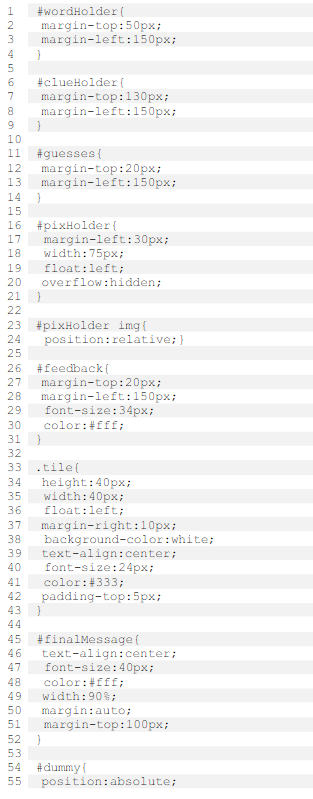 1 #wordHolder{
2 margin-top:50px;
3 margin-left:150px;
4 }
5
6 #clueHolder{
7 margin-top:130px;
8 margin-left:150px;
9 }
10
11 #guesses{
12 margin-top:20px;
13 margin-left:150px;
14 }
15
16 #pixHolder{
17 margin-left:30px;
18 width:75px;
19 float:left;
20 overflow:hidden;
21 }
22
23 #pixHolder img{
24 position:relative;}
25
26 #feedback{
27 margin-top:20px;
28 margin-left:150px;
29 font-size:34px;
30 color:#fff;
31 }
32
33 .tile{
34 height:40px;
35 width:40px;
36 float:left;
37 margin-right:10px;
38 background-color:white;
39 text-align:center;
40 font-size:24px;
41 color:#333;
42 padding-top:5px;
43 }
44
45 #finalMessage{
46 text-align:center;
47 font-size:40px;
48 color:#fff;
49 width:90%;
50 margin:auto;
51 margin-top:100px;
52 }
53
54 #dummy{
55 position:absolute;